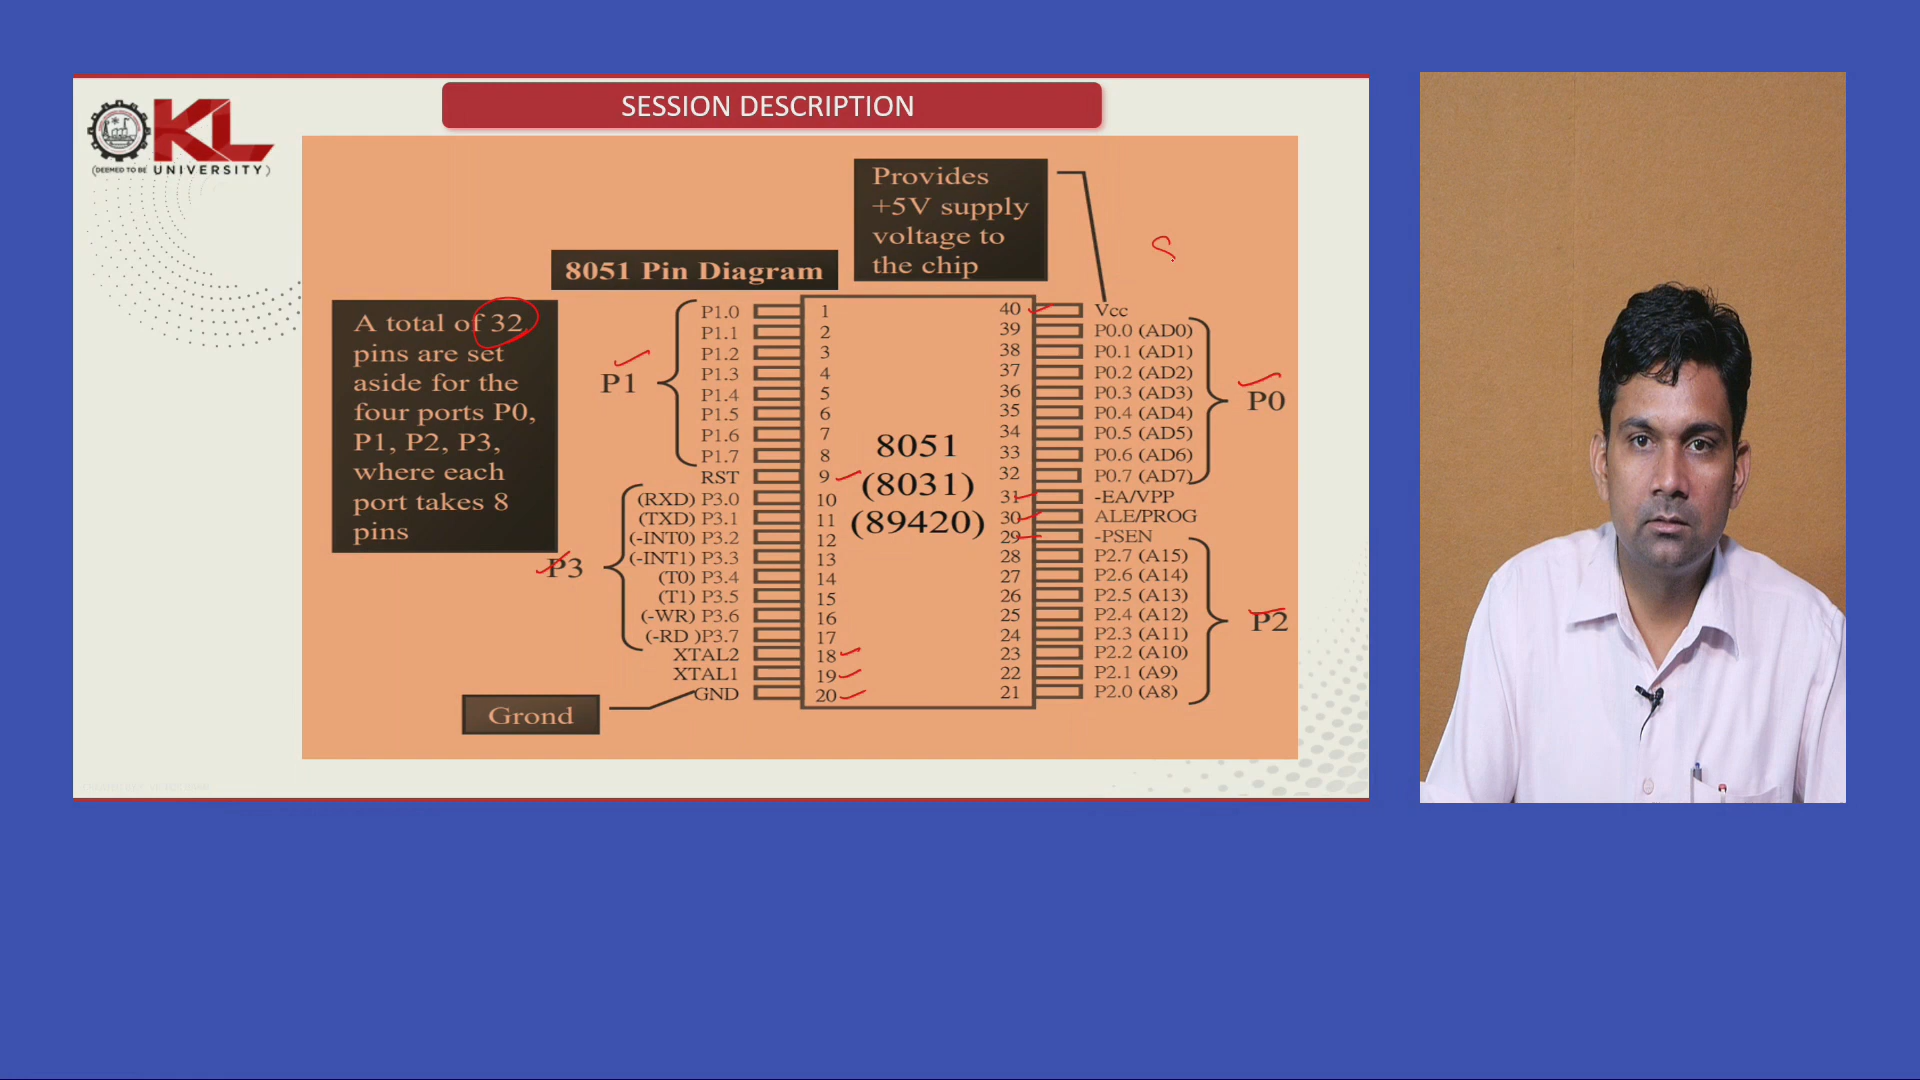 SESSION DESCRIPTION
KL
(DEEMED TO BE UNIVERSITY)
Provides
+5V supply
voltage to
the chip
8051 Pin Diagram
A total of 32
pins are set
aside for the
four ports P0,
P1, P2, P3,
where each
port takes 8
pins
P1
P3
P1.0 1
P1.1 2
P1.2 3
P1.3 4
P1.4 5
P1.5 6
P1.6 7
P1.7 8
RST 9
(RXD) P3.0 10
(TXD) P3.1 11
(-INT0) P3.2 12
(-INT1) P3.3 13
(T0) P3.4 14
(T1) P3.5 15
(-WR) P3.6 16
(-RD )P3.7 17
XTAL2 18
XTAL1 19
GND 20
Grond
8051
(8031)
(89420)
40 Vcc
39 P0.0 (AD0)
38 P0.1 (AD1)
37 P0.2 (AD2)
36 P0.3 (AD3)
35 P0.4 (AD4)
34 P0.5 (AD5)
33 P0.6 (AD6)
32 P0.7 (AD7)
31 -EA/VPP
30 ALE/PROG
29 -PSEN
28 P2.7 (A15)
27 P2.6 (A14)
26 P2.5 (A13)
25 P2.4 (A12)
24 P2.3 (A11)
23 P2.2 (A10)
22 P2.1 (A9)
21 P2.0 (A8)
P0
P2